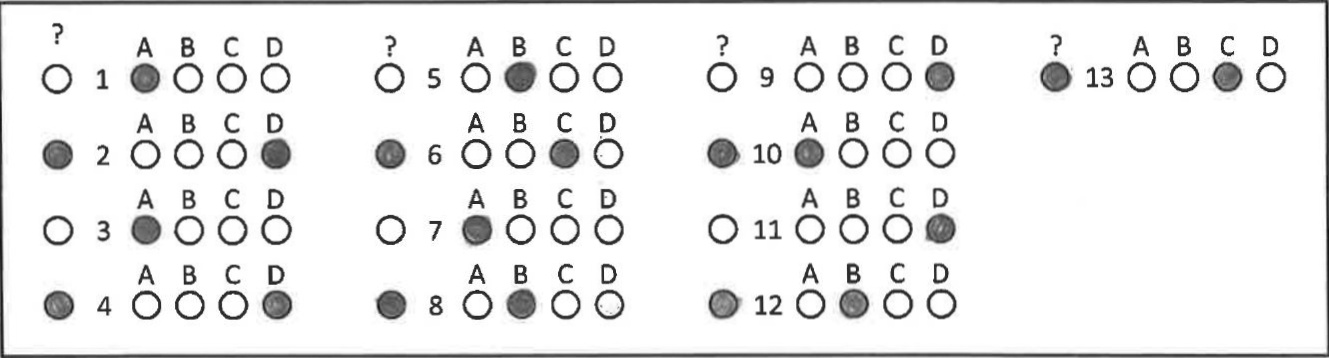 ? A B C D ? A B C D ? A B C D ? A B C D
1 5 9 13
A B C D A B C D A B C D
2 6 10
A B C D A B C D A B C D
3 7 11
A B C D A B C D A B C D
4 8 12